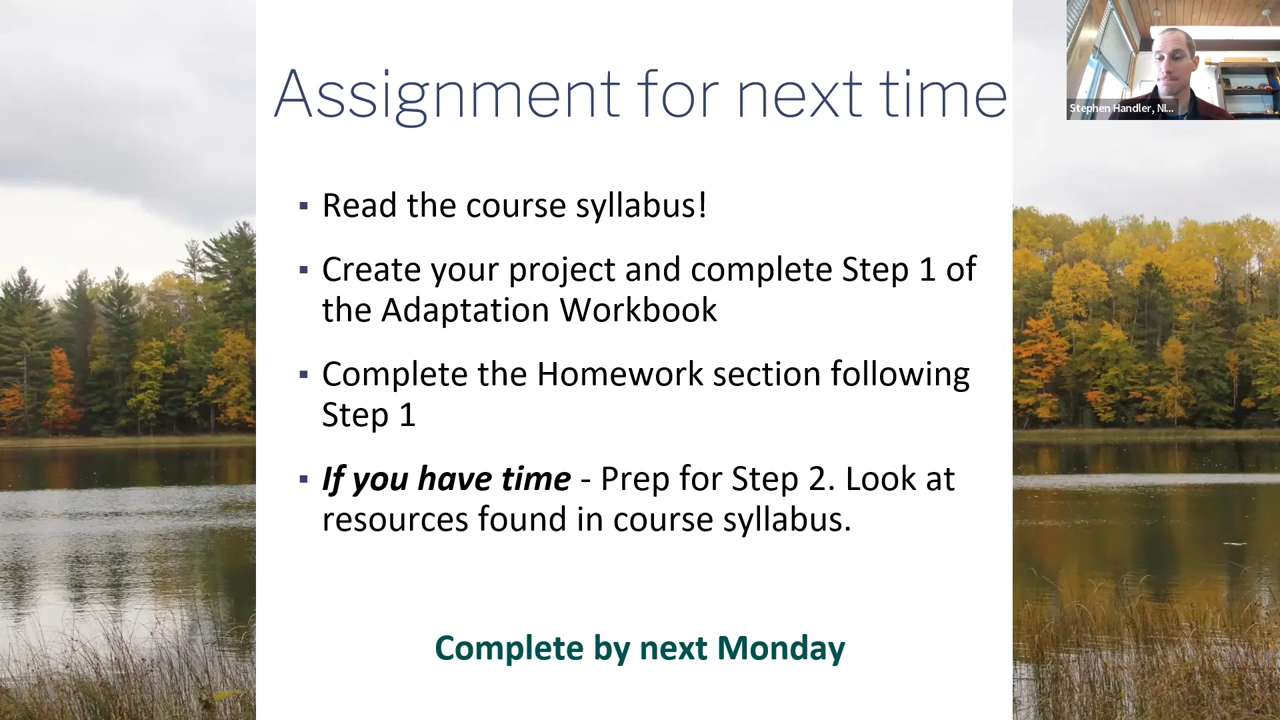 Assignment for next time
Stephen Handler, NI...
▪ Read the course syllabus!
▪ Create your project and complete Step 1 of
the Adaptation Workbook
▪ Complete the Homework section following
Step 1
▪ If you have time - Prep for Step 2. Look at
resources found in course syllabus.
Complete by next Monday